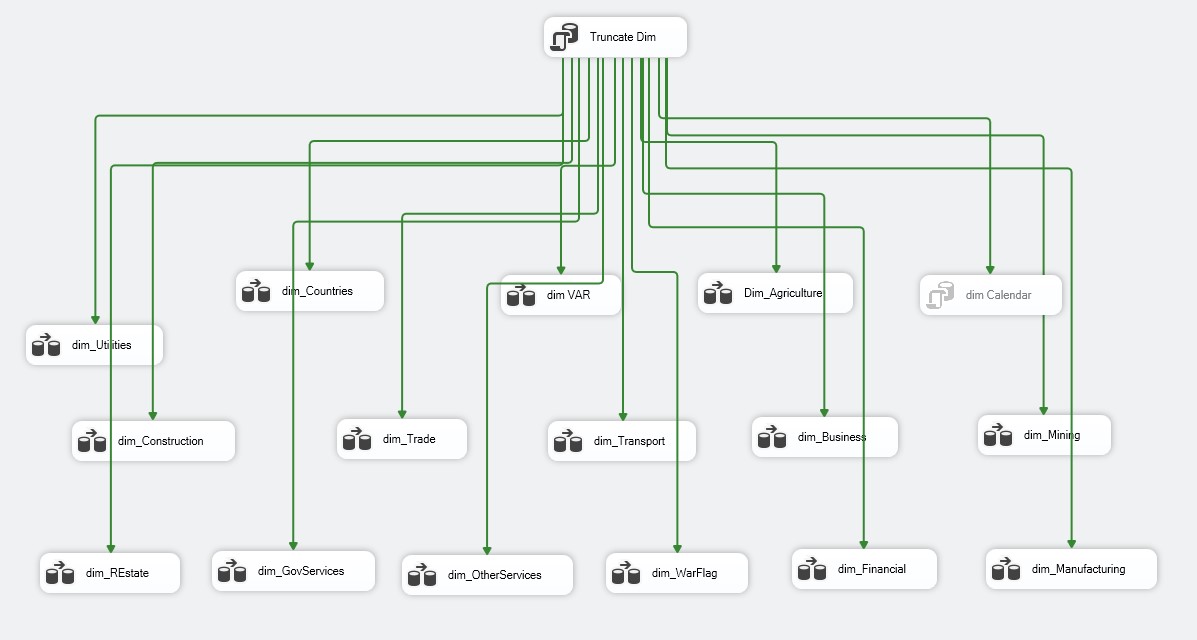 Truncate Dim
dim_Countries
dim VAR
Dim_Agriculture
dim Calendar
dim_Utilities
dim_Construction
dim_Trade
dim_Transport
dim_Business
dim_Mining
dim_REstate
dim_GovServices
dim_OtherServices
dim_WarFlag
dim_Financial
dim_Manufacturing